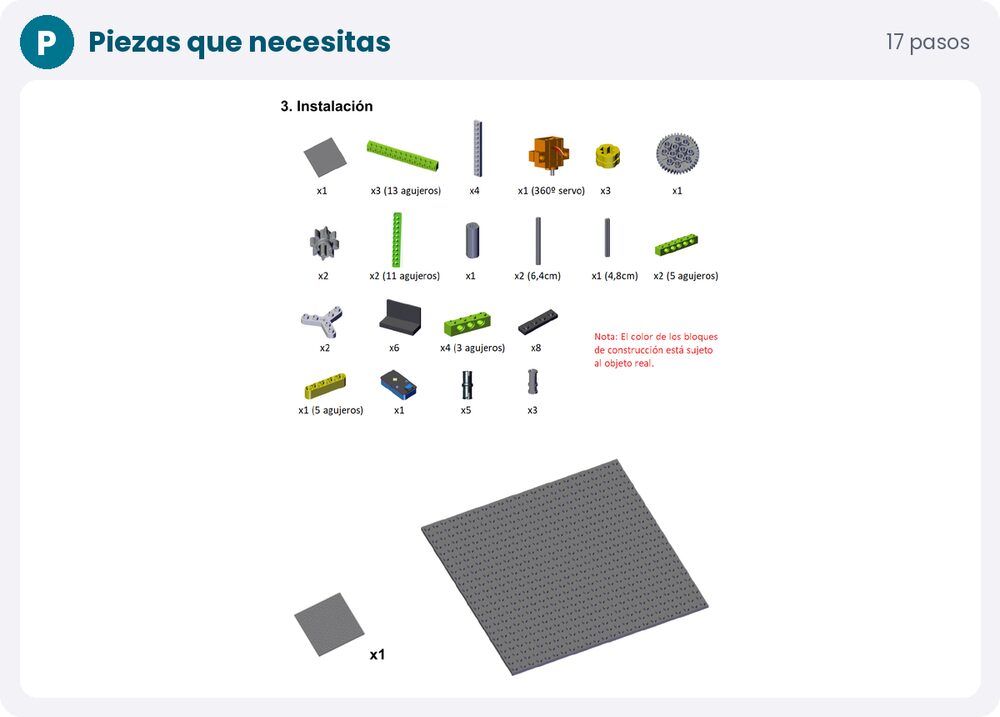 P
Piezas que necesitas
17 pasos
3. Instalación
x1
x3 (13 agujeros)
x4
x1 (360º servo)
x3
x1
x2
x2 (11 agujeros)
x1
x2 (6,4cm)
x1 (4,8cm)
x2 (5 agujeros)
x2
x6
x4 (3 agujeros)
x8
Nota: El color de los bloques
de construcción está sujeto
al objeto real.
x1 (5 agujeros)
x1
x5
x3
x1